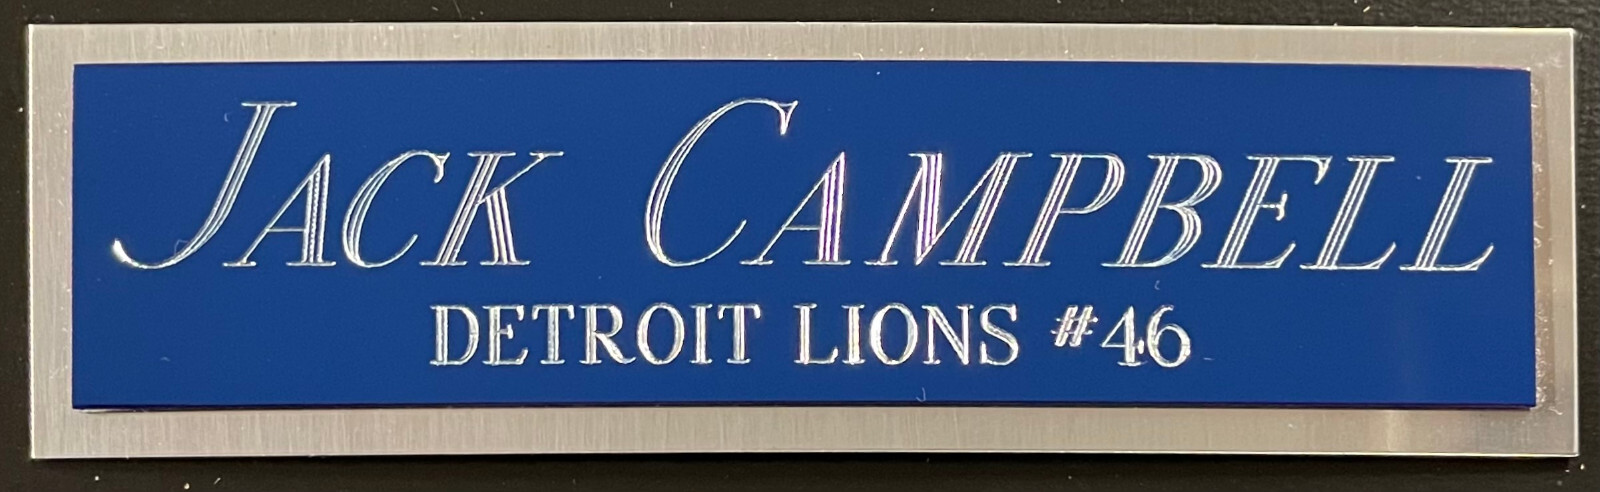 JACK CAMPBELL
DETROIT LIONS #46